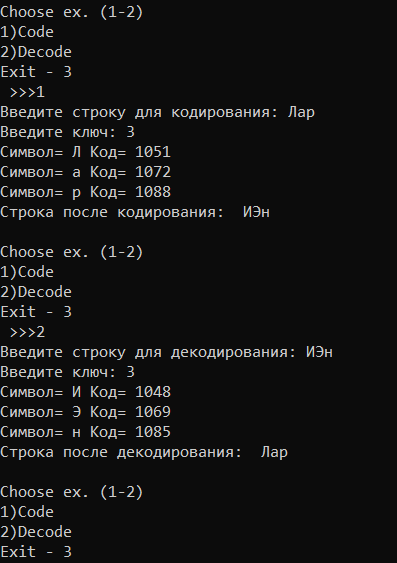 Choose ex. (1-2)
1)Code
2)Decode
Exit - 3
 >>>1
Введите строку для кодирования: Лар
Введите ключ: 3
Символ= Л Код= 1051
Символ= а Код= 1072
Символ= р Код= 1088
Строка после кодирования:  ИЭн

Choose ex. (1-2)
1)Code
2)Decode
Exit - 3
 >>>2
Введите строку для декодирования: ИЭн
Введите ключ: 3
Символ= И Код= 1048
Символ= Э Код= 1069
Символ= н Код= 1085
Строка после декодирования:  Лар

Choose ex. (1-2)
1)Code
2)Decode
Exit - 3